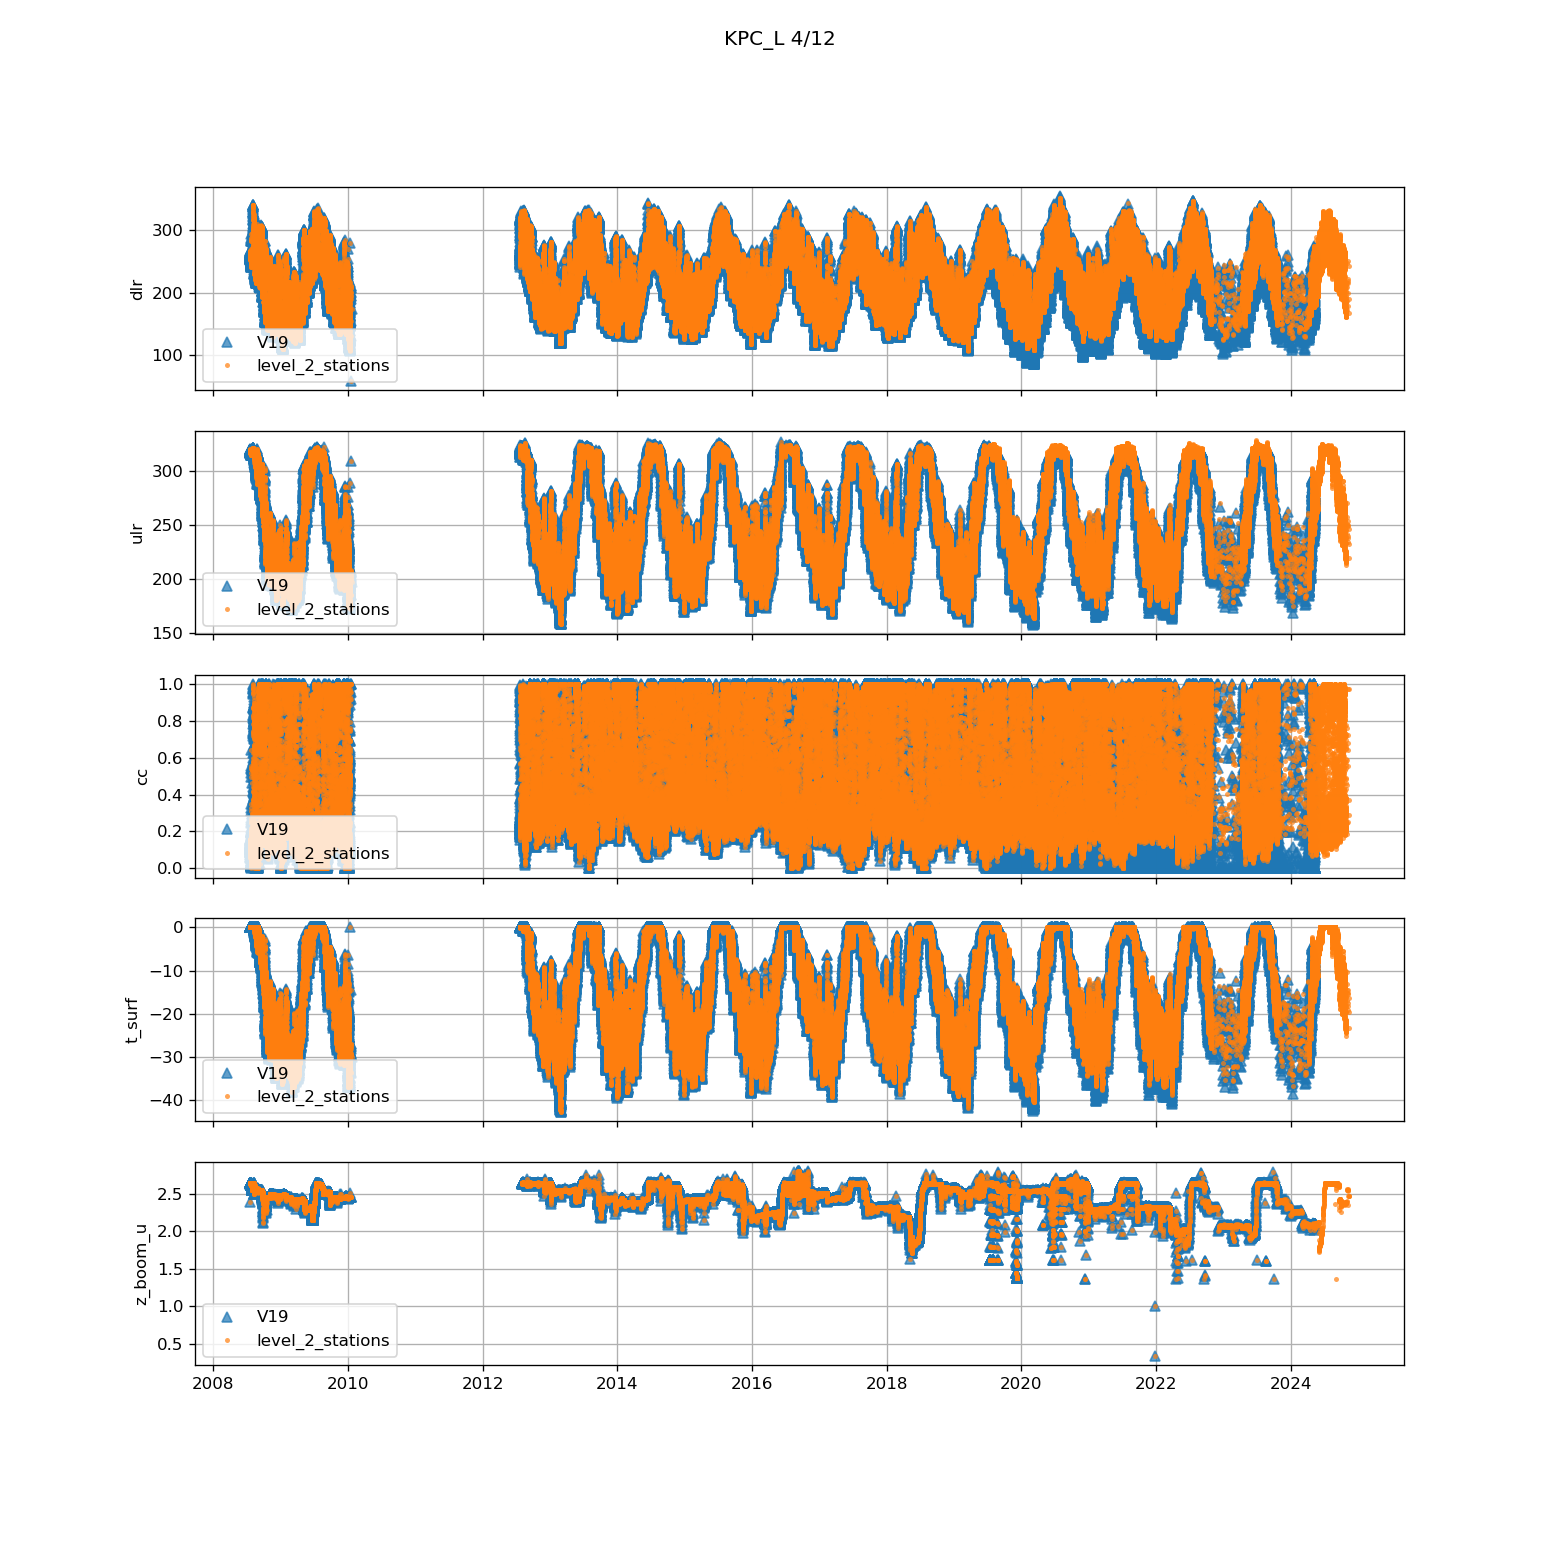 KPC_L 4/12
300
200
100
dlr
V19
level_2_stations
300
250
200
150
ulr
V19
level_2_stations
1.0
0.8
0.6
0.4
0.2
0.0
cc
V19
level_2_stations
0
−10
−20
−30
−40
t_surf
V19
level_2_stations
2.5
2.0
1.5
1.0
0.5
z_boom_u
V19
level_2_stations
2008 2010 2012 2014 2016 2018 2020 2022 2024